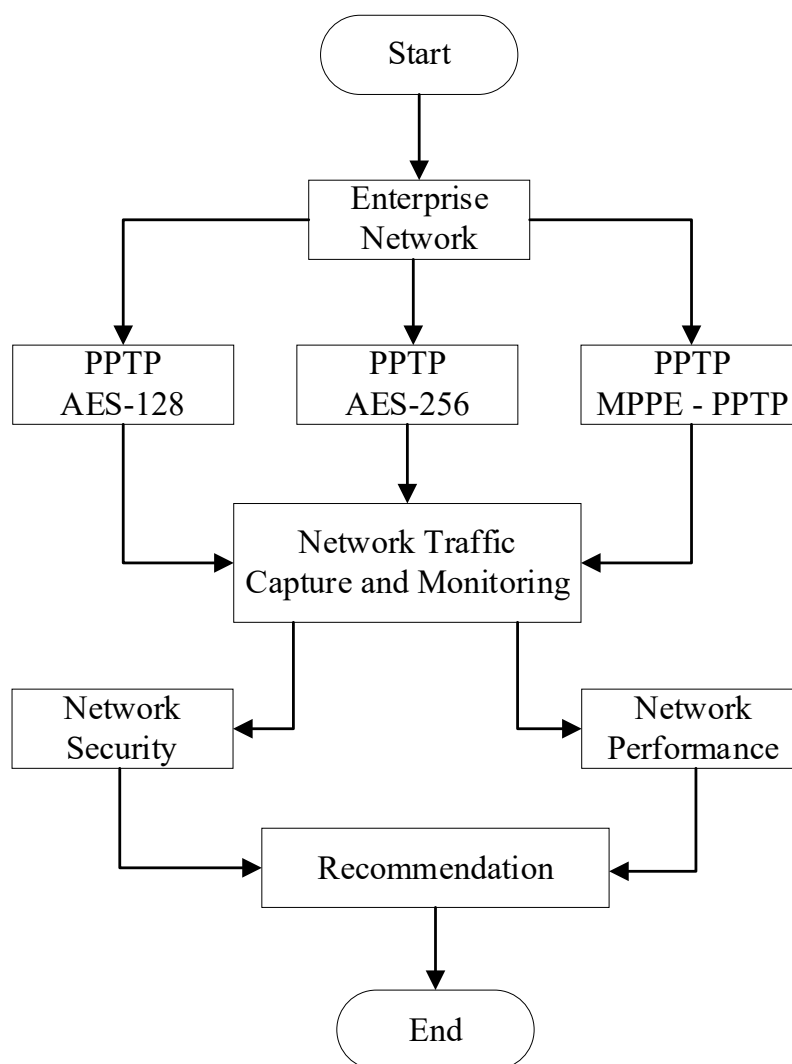 Start
Enterprise
Network
PPTP
AES-128
PPTP
AES-256
PPTP
MPPE - PPTP
Network Traffic
Capture and Monitoring
Network
Security
Network
Performance
Recommendation
End